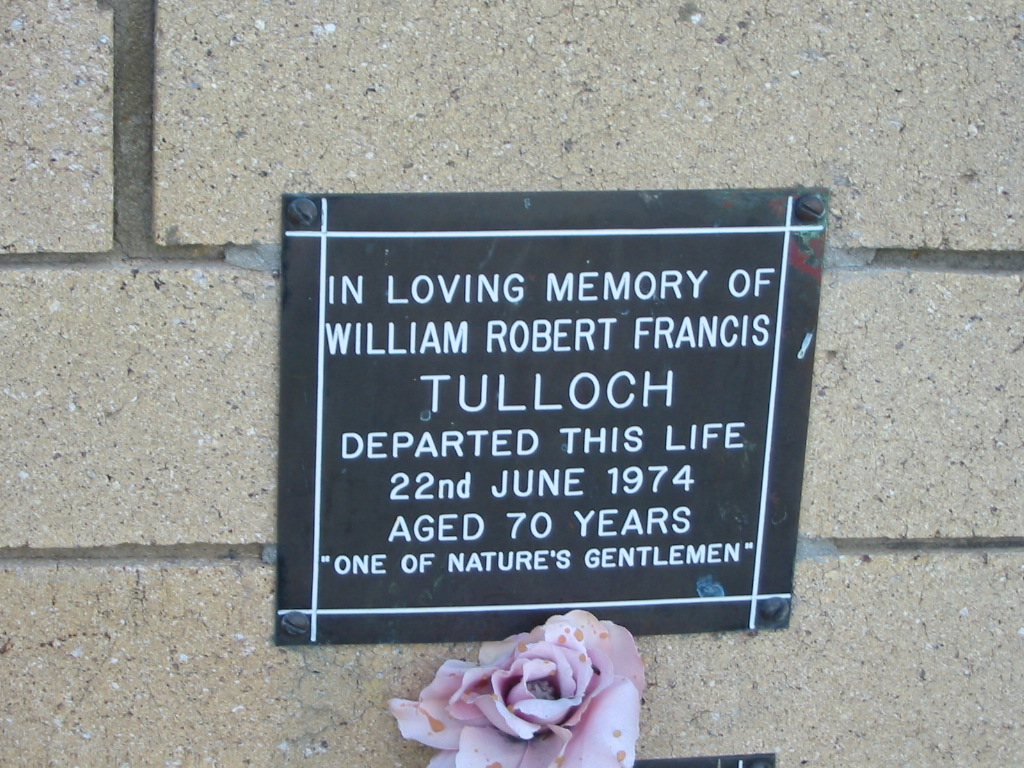 IN LOVING MEMORY OF
WILLIAM ROBERT FRANCIS
TULLOCH
DEPARTED THIS LIFE
22nd JUNE 1974
AGED 70 YEARS
"ONE OF NATURE'S GENTLEMEN"